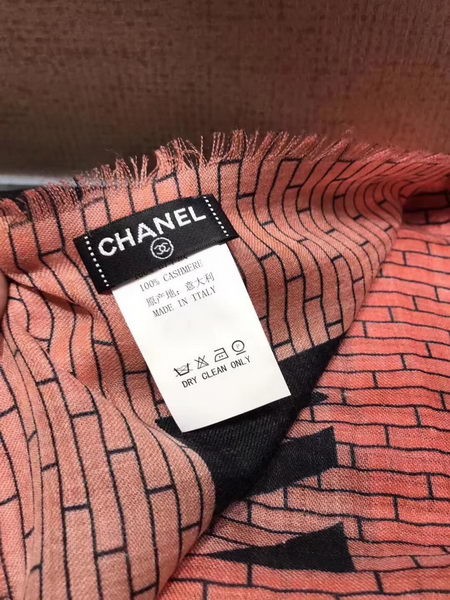 CHANEL
100% CASHMERE
原产地：意大利
MADE IN ITALY
DRY CLEAN ONLY